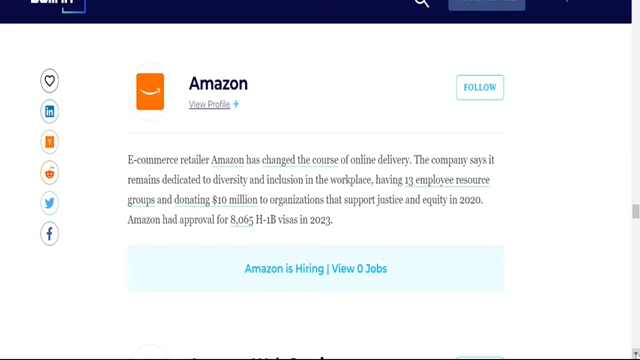 Amazon
View Profile →
FOLLOW
E-commerce retailer Amazon has changed the course of online delivery. The company says it
remains dedicated to diversity and inclusion in the workplace, having 13 employee resource
groups and donating $10 million to organizations that support justice and equity in 2020.
Amazon had approval for 8,065 H-1B visas in 2023.
Amazon is Hiring | View 0 Jobs